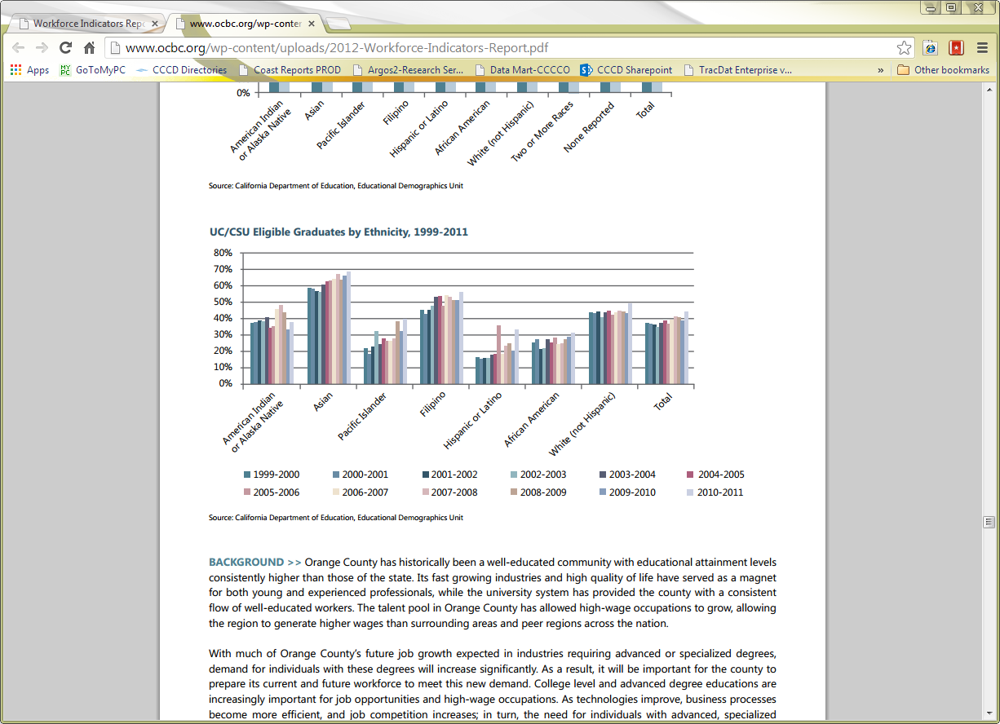 Workforce Indicators Repo
www.ocbc.org/wp-conter
www.ocbc.org/wp-content/uploads/2012-Workforce-Indicators-Report.pdf
Apps
GoToMyPC
CCCD Directories
Coast Reports PROD
Argos2-Research Ser...
Data Mart-CCCCO
CCCD Sharepoint
TracDat Enterprise v...
»
Other bookmarks
0%
American Indian
or Alaska Native
Asian
Pacific Islander
Filipino
Hispanic or Latino
African American
White (not Hispanic)
Two or More Races
None Reported
Total
Source: California Department of Education, Educational Demographics Unit
UC/CSU Eligible Graduates by Ethnicity, 1999-2011
80%
70%
60%
50%
40%
30%
20%
10%
0%
American Indian
or Alaska Native
Asian
Pacific Islander
Filipino
Hispanic or Latino
African American
White (not Hispanic)
Total
1999-2000 2000-2001 2001-2002 2002-2003 2003-2004 2004-2005
2005-2006 2006-2007 2007-2008 2008-2009 2009-2010 2010-2011
Source: California Department of Education, Educational Demographics Unit
BACKGROUND >> Orange County has historically been a well-educated community with educational attainment levels
consistently higher than those of the state. Its fast growing industries and high quality of life have served as a magnet
for both young and experienced professionals, while the university system has provided the county with a consistent
flow of well-educated workers. The talent pool in Orange County has allowed high-wage occupations to grow, allowing
the region to generate higher wages than surrounding areas and peer regions across the nation.
With much of Orange County's future job growth expected in industries requiring advanced or specialized degrees,
demand for individuals with these degrees will increase significantly. As a result, it will be important for the county to
prepare its current and future workforce to meet this new demand. College level and advanced degree educations are
increasingly important for job opportunities and high-wage occupations. As technologies improve, business processes
become more efficient, and job competition increases; in turn, the need for individuals with advanced, specialized